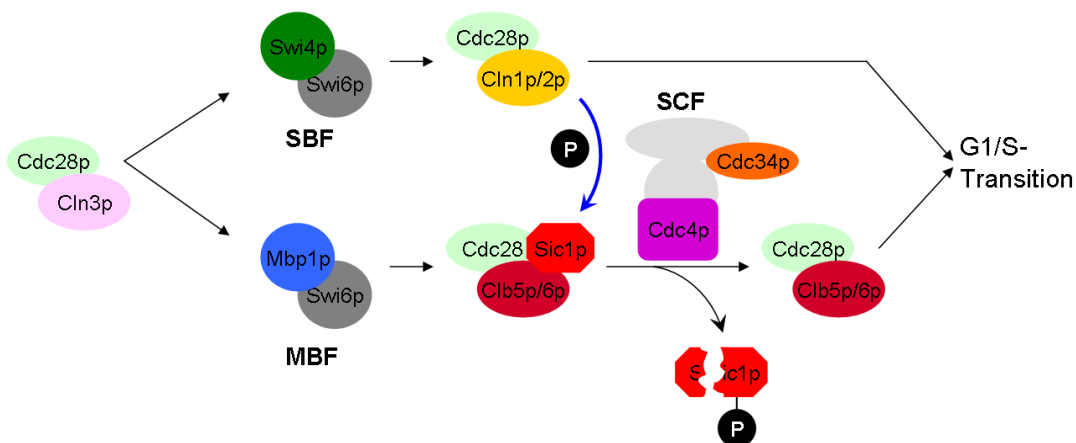 Swi4p
Swi6p
SBF
Cdc28p
Cln1p/2p
SCF
P
Cdc34p
Cdc4p
G1/S-
Transition
Cdc28p
Cln3p
Mbp1p
Swi6p
MBF
Cdc28
Sic1p
Clb5p/6p
Cdc28p
Clb5p/6p
S ic1p
P